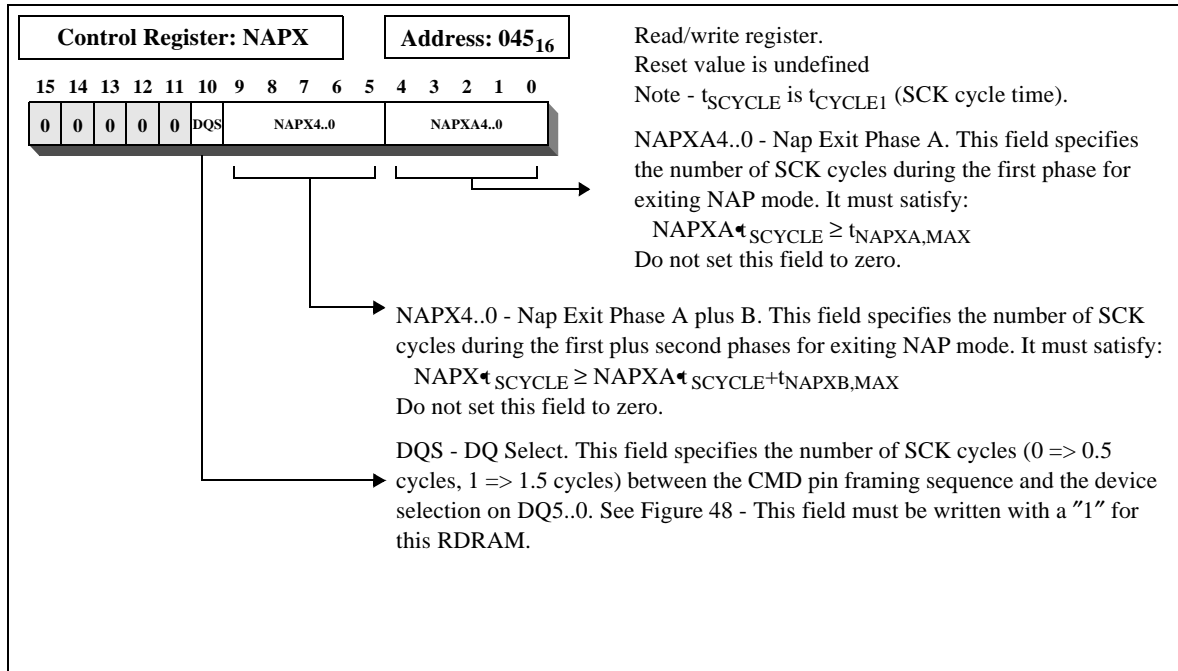 Control Register: NAPX
Address: 045₁₆
15 14 13 12 11 10 9 8 7 6 5 4 3 2 1 0
0 0 0 0 0 DQS NAPX4..0 NAPXA4..0
Read/write register.
Reset value is undefined
Note - tSCYCLE is tCYCLE1 (SCK cycle time).
NAPXA4..0 - Nap Exit Phase A. This field specifies
the number of SCK cycles during the first phase for
exiting NAP mode. It must satisfy:
NAPXA•tSCYCLE ≥ tNAPXA,MAX
Do not set this field to zero.
NAPX4..0 - Nap Exit Phase A plus B. This field specifies the number of SCK
cycles during the first plus second phases for exiting NAP mode. It must satisfy:
NAPX•tSCYCLE ≥ NAPXA•tSCYCLE+tNAPXB,MAX
Do not set this field to zero.
DQS - DQ Select. This field specifies the number of SCK cycles (0 => 0.5
cycles, 1 => 1.5 cycles) between the CMD pin framing sequence and the device
selection on DQ5..0. See Figure 48 - This field must be written with a ″1″ for
this RDRAM.